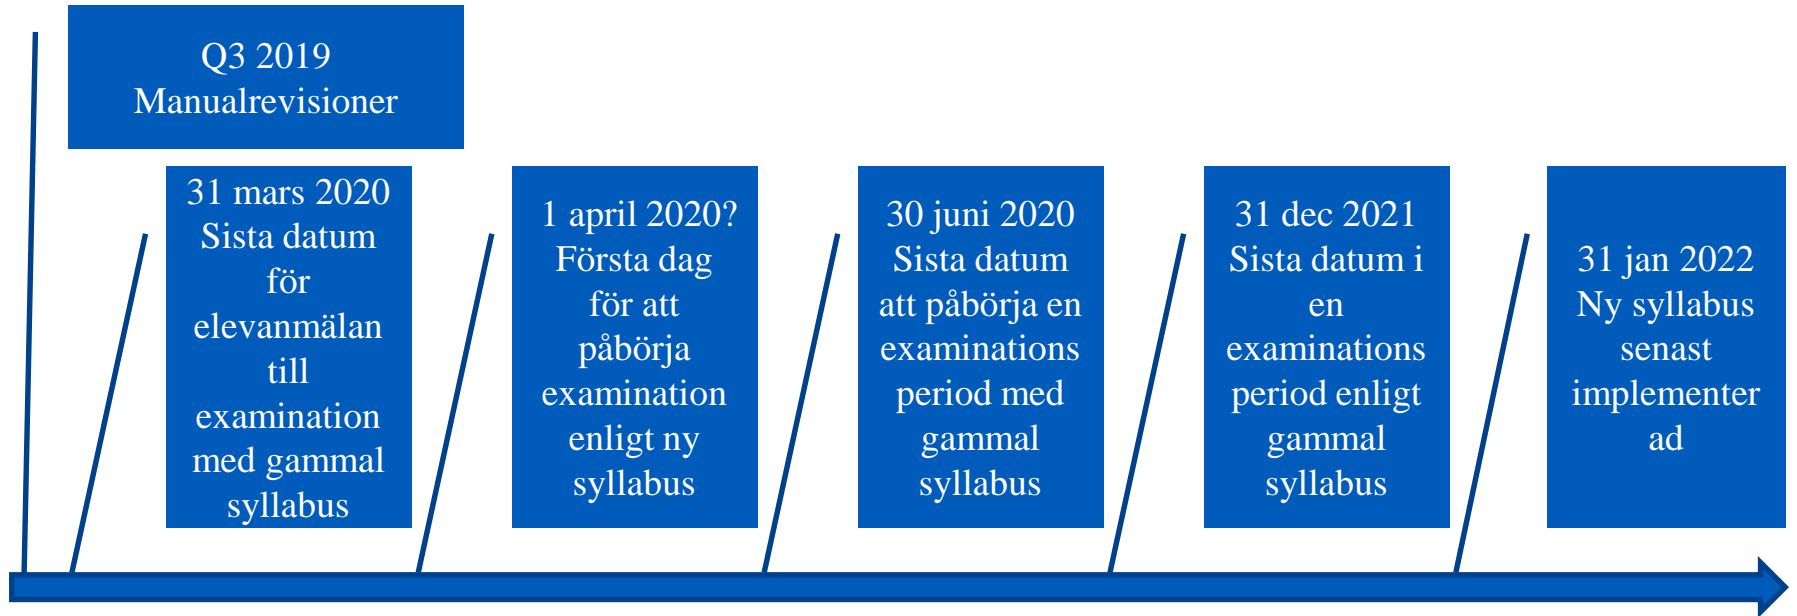 Q3 2019
Manualrevisioner
31 mars 2020
Sista datum
för
elevanmälan
till
examination
med gammal
syllabus
1 april 2020?
Första dag
för att
påbörja
examination
enligt ny
syllabus
30 juni 2020
Sista datum
att påbörja en
examinations
period med
gammal
syllabus
31 dec 2021
Sista datum i
en
examinations
period enligt
gammal
syllabus
31 jan 2022
Ny syllabus
senast
implementer
ad